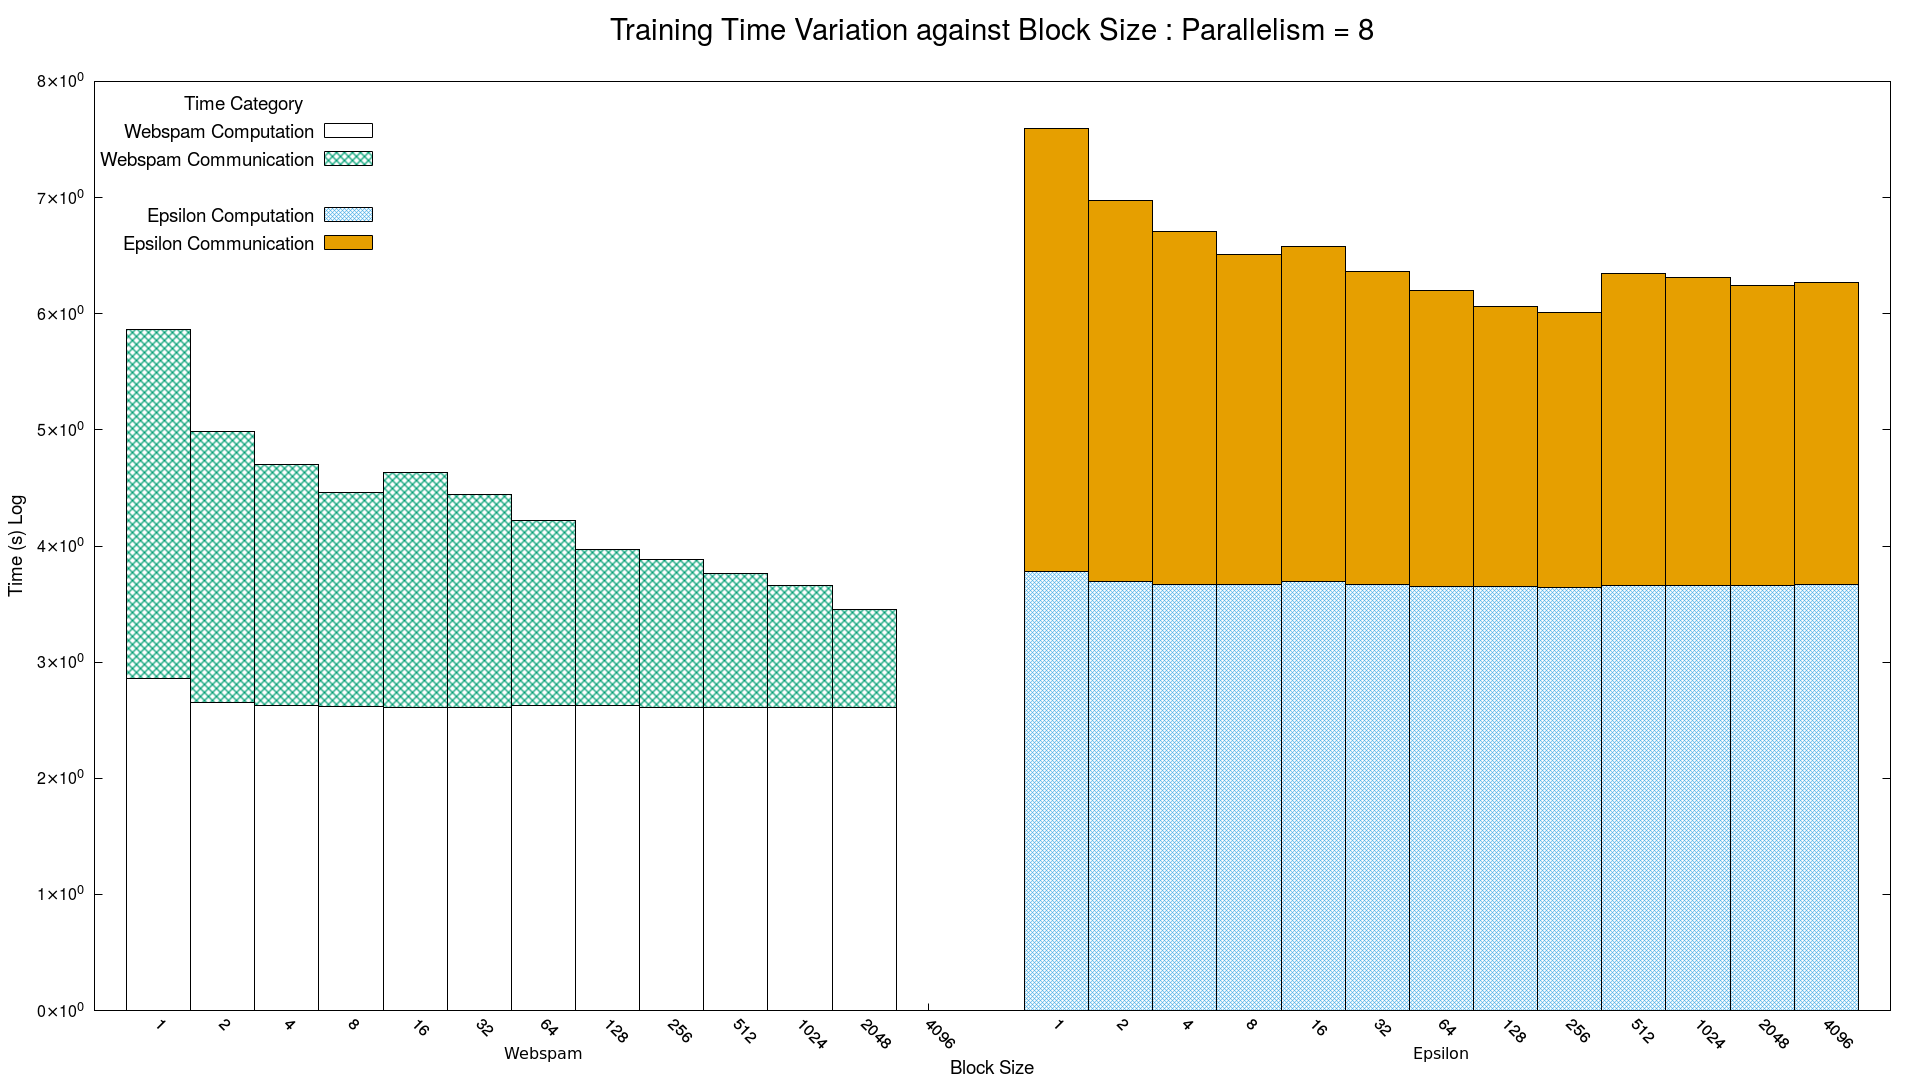 Training Time Variation against Block Size : Parallelism = 8
8×10⁰
7×10⁰
6×10⁰
5×10⁰
4×10⁰
3×10⁰
2×10⁰
1×10⁰
0×10⁰
Time (s) Log
Time Category
Webspam Computation
Webspam Communication
Epsilon Computation
Epsilon Communication
1 2 4 8 16 32 64 128 256 512 1024 2048 4096
1 2 4 8 16 32 64 128 256 512 1024 2048 4096
Webspam
Epsilon
Block Size